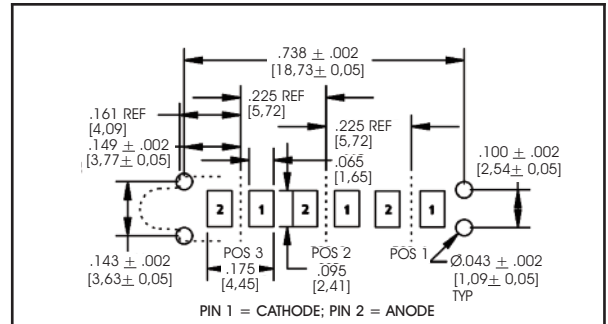 .738 ± .002
[18,73± 0,05]
.225 REF
[5,72]
.161 REF
[4,09]
.149 ± .002
[3,77± 0,05]
.225 REF
[5,72]
.065
[1,65]
.100 ± .002
[2,54± 0,05]
2 1 2 1 2 1
POS 3 POS 2 POS 1
.143 ± .002
[3,63± 0,05]
.175
[4,45]
.095
[2,41]
Ø.043 ± .002
[1,09± 0,05]
TYP
PIN 1 = CATHODE; PIN 2 = ANODE